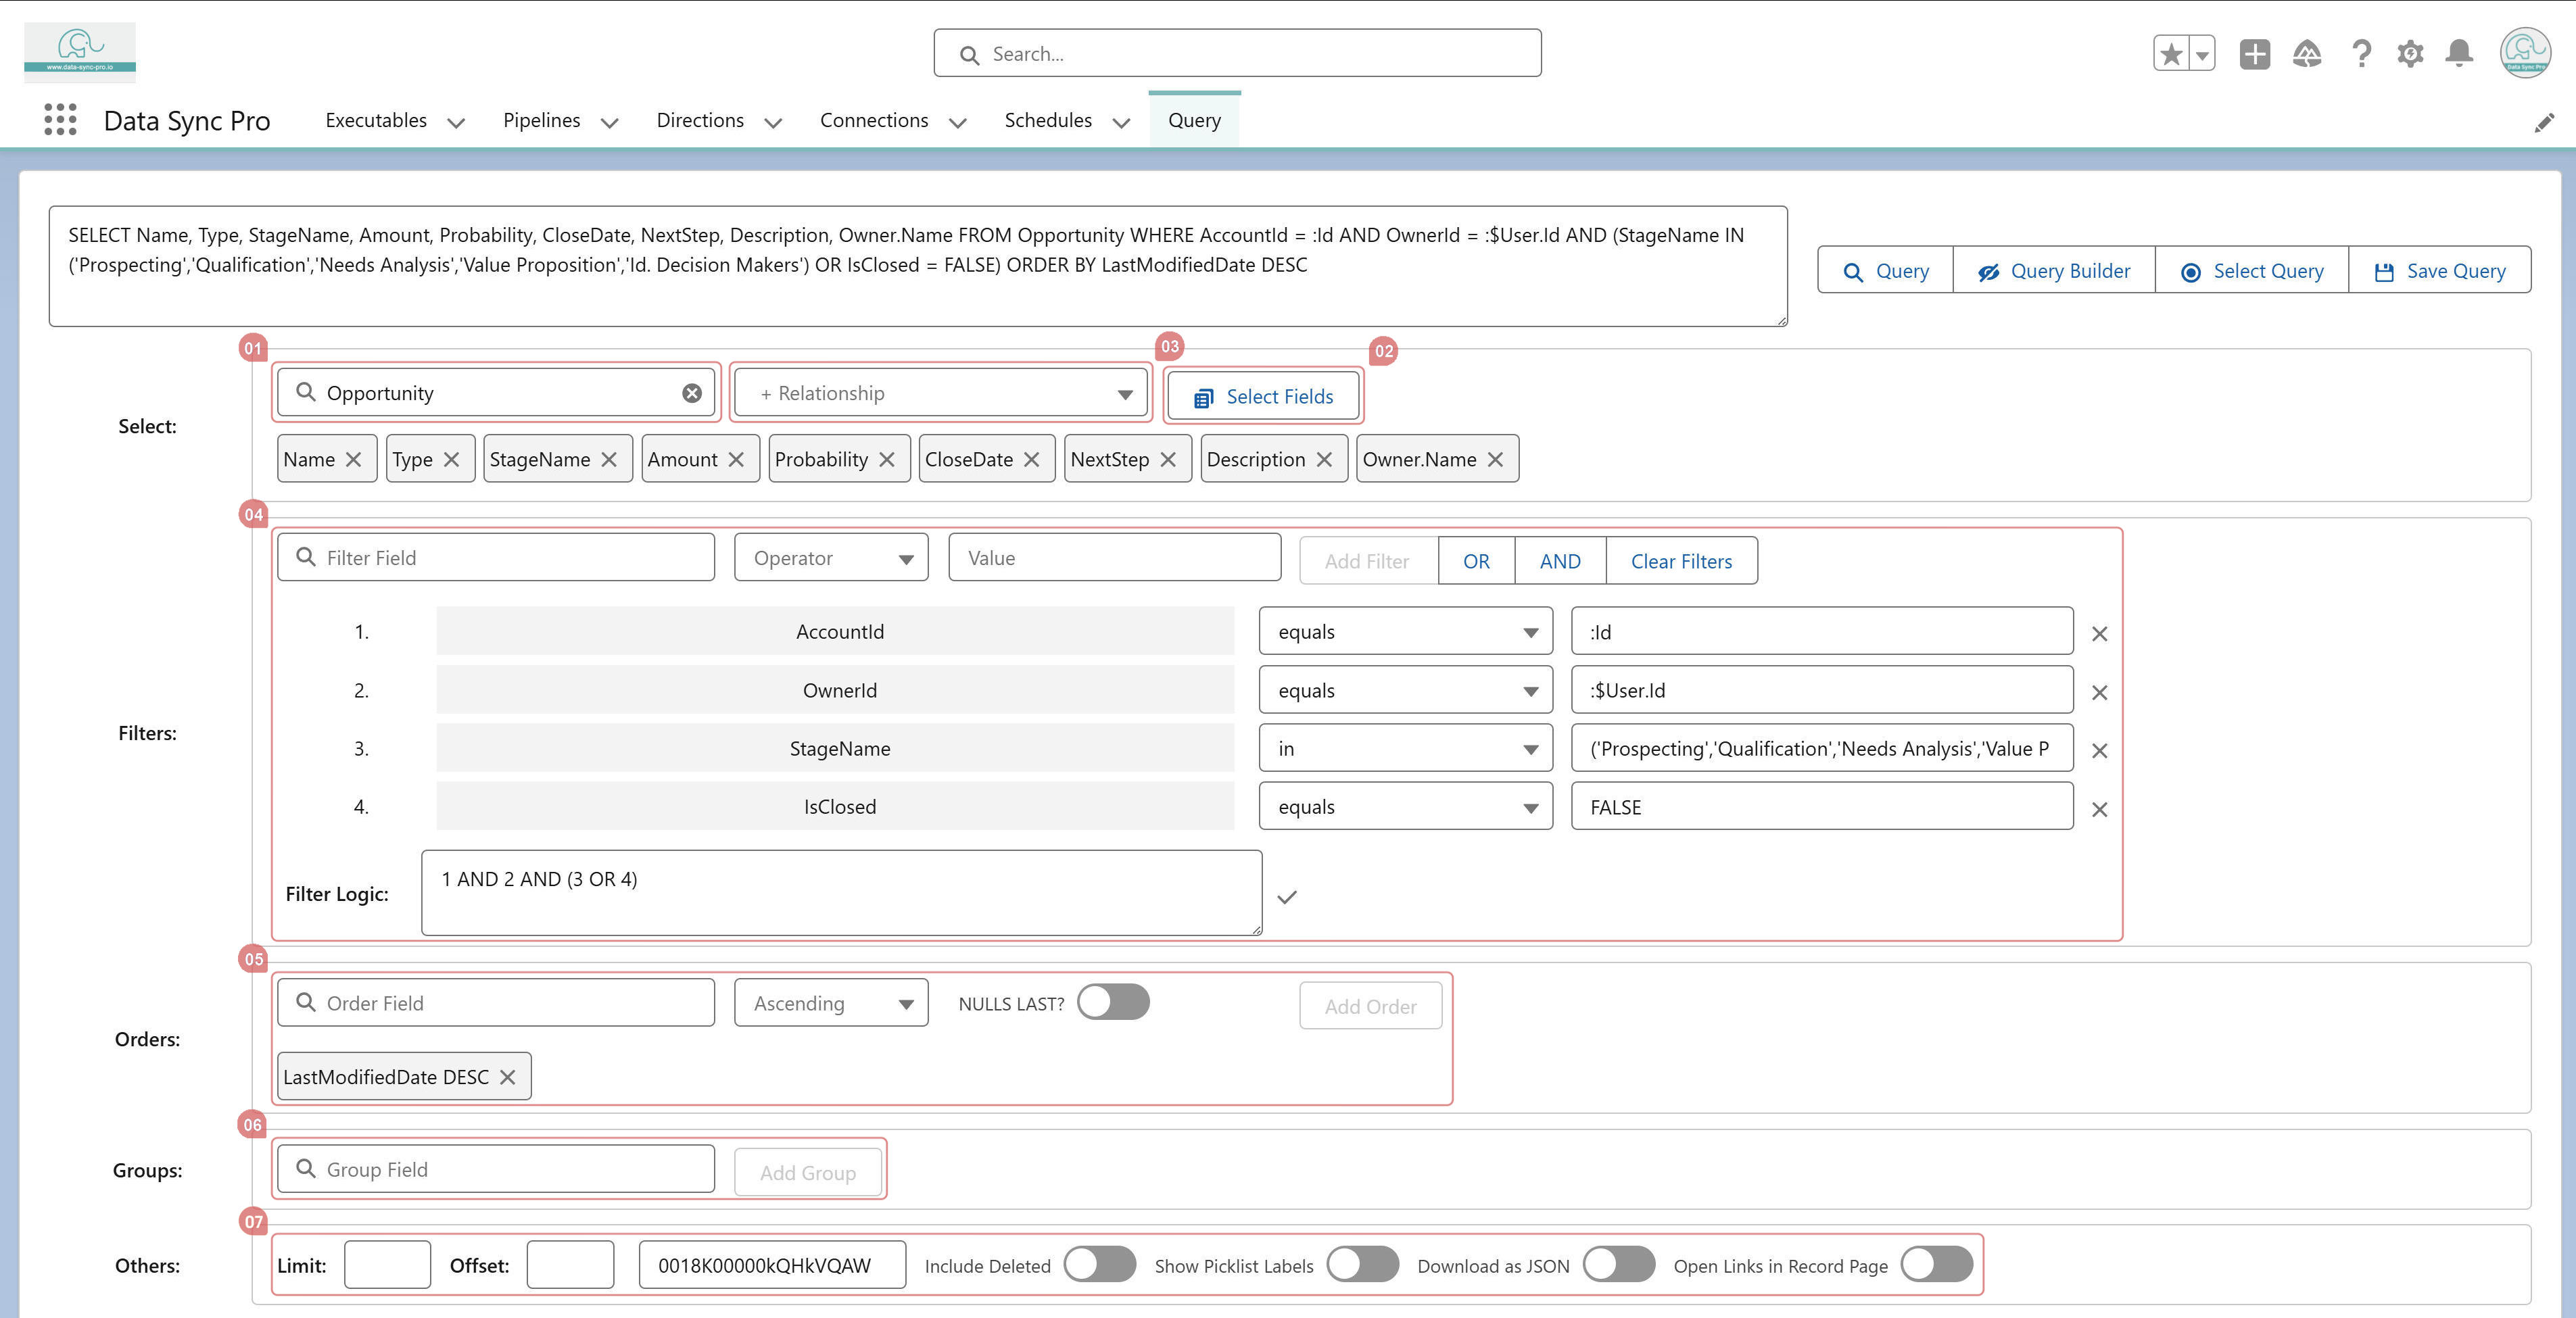 www.data-sync-pro.io
Search...
Data Sync Pro
Data Sync Pro Executables Pipelines Directions Connections Schedules Query
SELECT Name, Type, StageName, Amount, Probability, CloseDate, NextStep, Description, Owner.Name FROM Opportunity WHERE AccountId = :Id AND OwnerId = :$User.Id AND (StageName IN
('Prospecting','Qualification','Needs Analysis','Value Proposition','Id. Decision Makers') OR IsClosed = FALSE) ORDER BY LastModifiedDate DESC
Query Query Builder Select Query Save Query
01 03 02
Opportunity + Relationship Select Fields
Select:
Name Type StageName Amount Probability CloseDate NextStep Description Owner.Name
04
Filter Field Operator Value Add Filter OR AND Clear Filters
1. AccountId equals :Id
2. OwnerId equals :$User.Id
Filters:
3. StageName in ('Prospecting','Qualification','Needs Analysis','Value P
4. IsClosed equals FALSE
Filter Logic: 1 AND 2 AND (3 OR 4)
05
Order Field Ascending NULLS LAST? Add Order
Orders:
LastModifiedDate DESC
06
Groups: Group Field Add Group
07
Others: Limit: Offset: 0018K00000kQHkVQAW Include Deleted Show Picklist Labels Download as JSON Open Links in Record Page